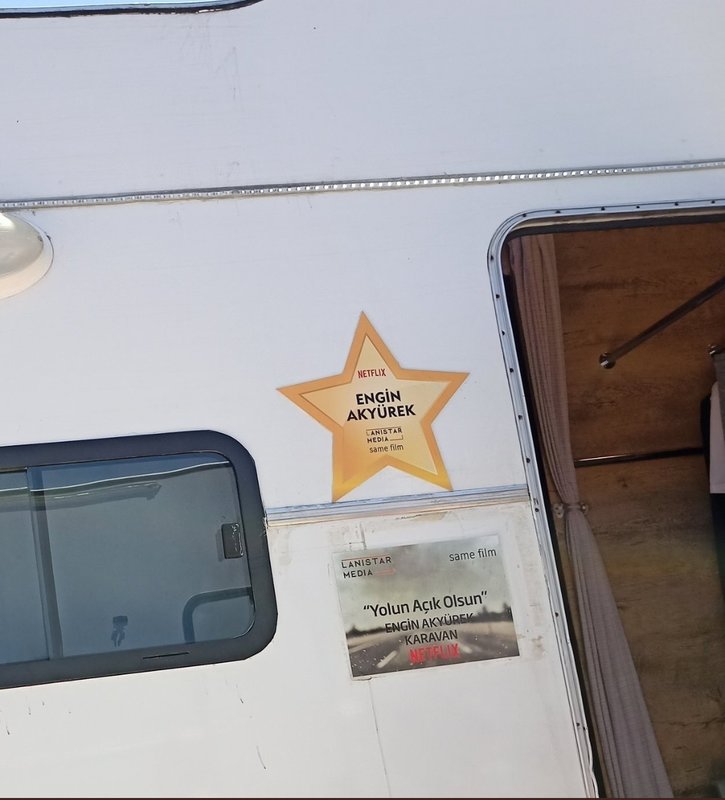 NETFLIX
ENGİN
AKYÜREK
LANISTAR
MEDIA
same film
LANISTAR
MEDIA
same film
“Yolun Açık Olsun”
ENGİN AKYÜREK
KARAVAN
NETFLIX